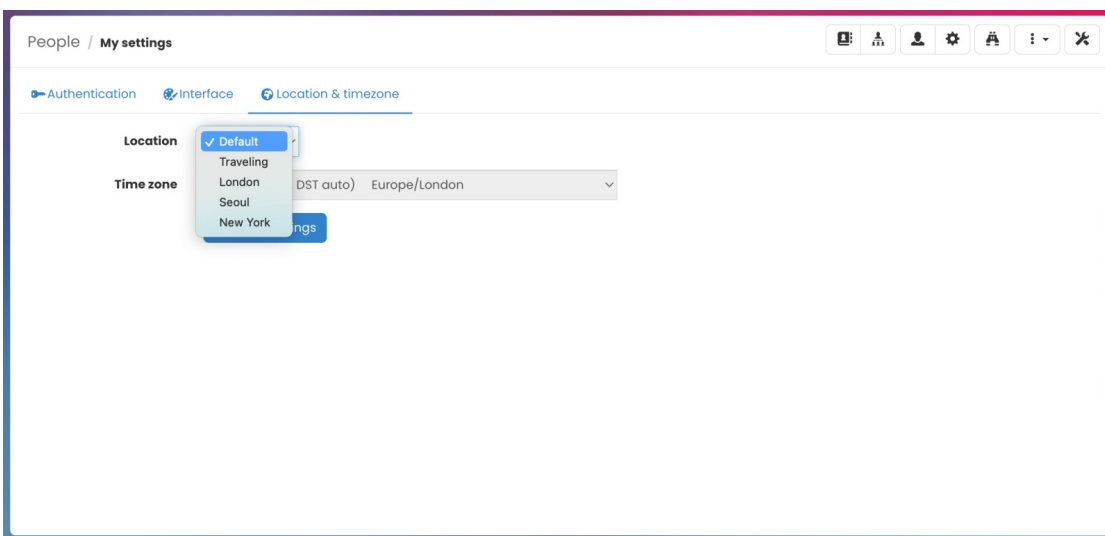 People / My settings
Authentication Interface Location & timezone
Location ✓ Default
Traveling
London
Seoul
New York
Time zone DST auto) Europe/London
ngs